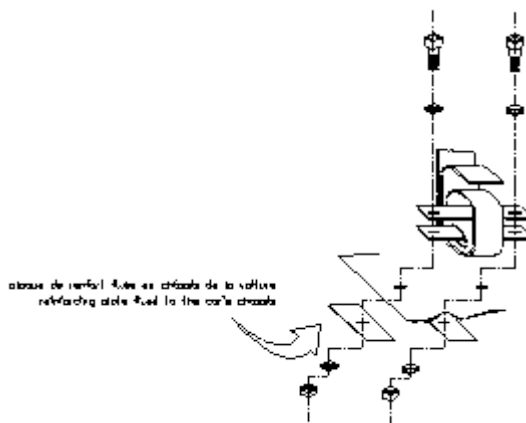 plaque de renfort fixée au châssis de la voiture
reinforcing plate fixed to the car's chassis